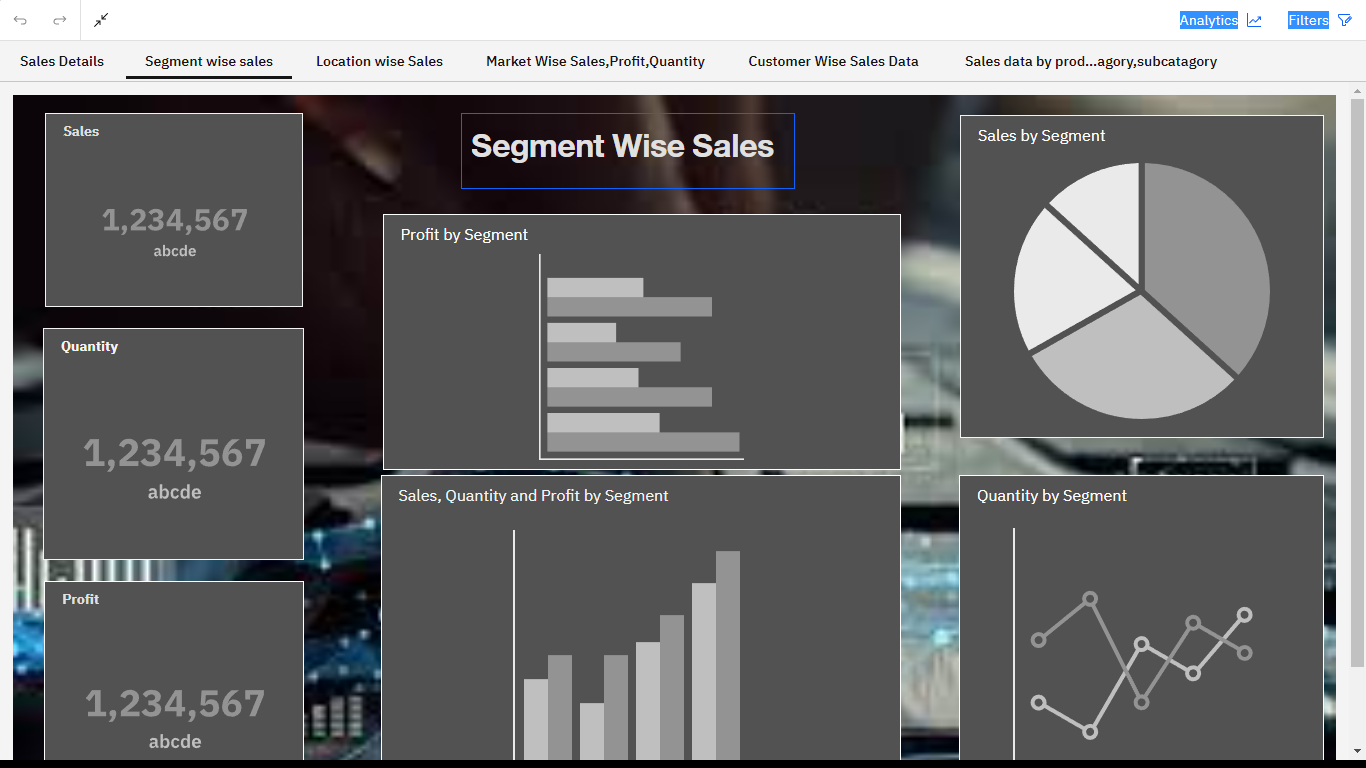 Analytics
Filters
Sales Details
Segment wise sales
Location wise Sales
Market Wise Sales,Profit,Quantity
Customer Wise Sales Data
Sales data by prod...agory,subcatagory
Sales
1,234,567
abcde
Segment Wise Sales
Sales by Segment
Profit by Segment
Quantity
1,234,567
abcde
Sales, Quantity and Profit by Segment
Quantity by Segment
Profit
1,234,567
abcde